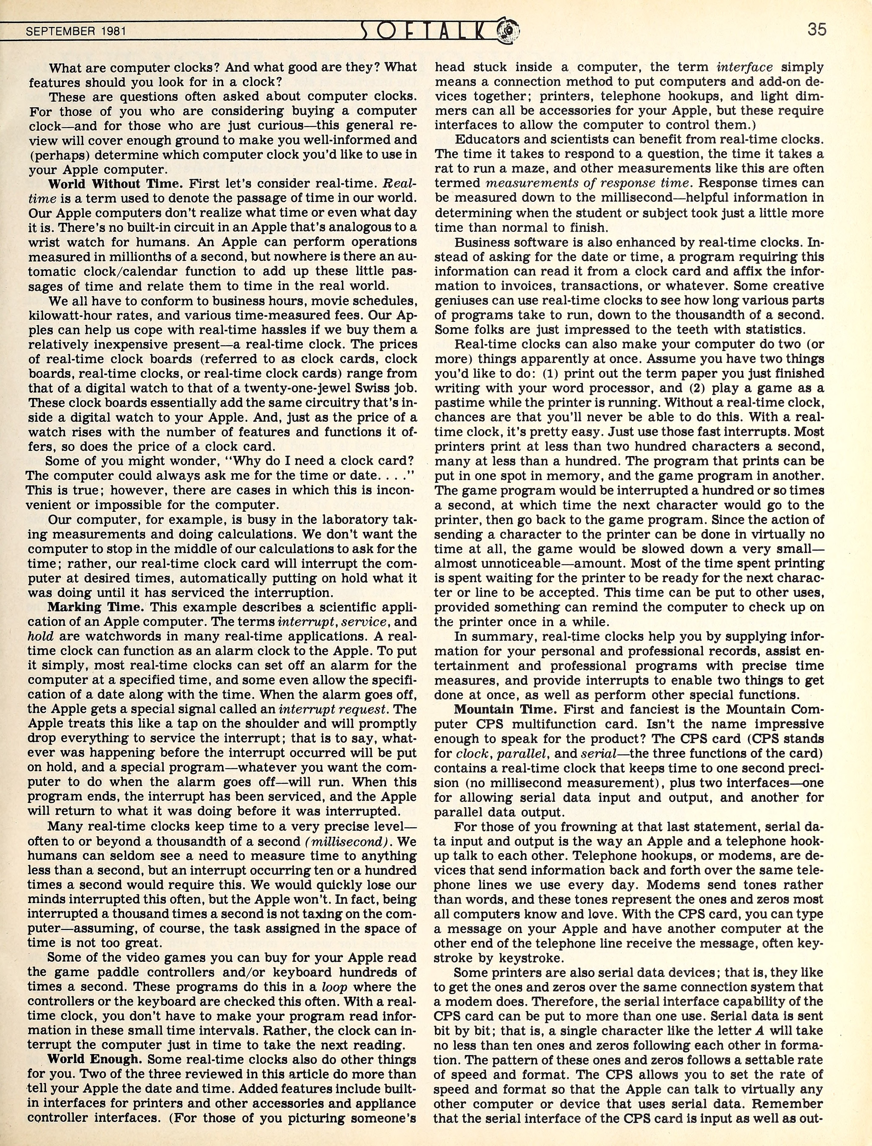 SEPTEMBER 1981
SOFTALK
35
What are computer clocks? And what good are they? What
features should you look for in a clock?
These are questions often asked about computer clocks.
For those of you who are considering buying a computer
clock—and for those who are just curious—this general re-
view will cover enough ground to make you well-informed and
(perhaps) determine which computer clock you'd like to use in
your Apple computer.
World Without Time. First let's consider real-time. Real-
time is a term used to denote the passage of time in our world.
Our Apple computers don't realize what time or even what day
it is. There's no built-in circuit in an Apple that's analogous to a
wrist watch for humans. An Apple can perform operations
measured in millionths of a second, but nowhere is there an au-
tomatic clock/calendar function to add up these little pas-
sages of time and relate them to time in the real world.
We all have to conform to business hours, movie schedules,
kilowatt-hour rates, and various time-measured fees. Our Ap-
ples can help us cope with real-time hassles if we buy them a
relatively inexpensive present—a real-time clock. The prices
of real-time clock boards (referred to as clock cards, clock
boards, real-time clocks, or real-time clock cards) range from
that of a digital watch to that of a twenty-one-jewel Swiss job.
These clock boards essentially add the same circuitry that's in-
side a digital watch to your Apple. And, just as the price of a
watch rises with the number of features and functions it of-
fers, so does the price of a clock card.
Some of you might wonder, "Why do I need a clock card?
The computer could always ask me for the time or date. . . ."
This is true; however, there are cases in which this is incon-
venient or impossible for the computer.
Our computer, for example, is busy in the laboratory tak-
ing measurements and doing calculations. We don't want the
computer to stop in the middle of our calculations to ask for the
time; rather, our real-time clock card will interrupt the com-
puter at desired times, automatically putting on hold what it
was doing until it has serviced the interruption.
Marking Time. This example describes a scientific appli-
cation of an Apple computer. The terms interrupt, service, and
hold are watchwords in many real-time applications. A real-
time clock can function as an alarm clock to the Apple. To put
it simply, most real-time clocks can set off an alarm for the
computer at a specified time, and some even allow the specifi-
cation of a date along with the time. When the alarm goes off,
the Apple gets a special signal called an interrupt request. The
Apple treats this like a tap on the shoulder and will promptly
drop everything to service the interrupt; that is to say, what-
ever was happening before the interrupt occurred will be put
on hold, and a special program—whatever you want the com-
puter to do when the alarm goes off—will run. When this
program ends, the interrupt has been serviced, and the Apple
will return to what it was doing before it was interrupted.
Many real-time clocks keep time to a very precise level—
often to or beyond a thousandth of a second (millisecond). We
humans can seldom see a need to measure time to anything
less than a second, but an interrupt occurring ten or a hundred
times a second would require this. We would quickly lose our
minds interrupted this often, but the Apple won't. In fact, being
interrupted a thousand times a second is not taxing on the com-
puter—assuming, of course, the task assigned in the space of
time is not too great.
Some of the video games you can buy for your Apple read
the game paddle controllers and/or keyboard hundreds of
times a second. These programs do this in a loop where the
controllers or the keyboard are checked this often. With a real-
time clock, you don't have to make your program read infor-
mation in these small time intervals. Rather, the clock can in-
terrupt the computer just in time to take the next reading.
World Enough. Some real-time clocks also do other things
for you. Two of the three reviewed in this article do more than
tell your Apple the date and time. Added features include built-
in interfaces for printers and other accessories and appliance
controller interfaces. (For those of you picturing someone's
head stuck inside a computer, the term interface simply
means a connection method to put computers and add-on de-
vices together; printers, telephone hookups, and light dim-
mers can all be accessories for your Apple, but these require
interfaces to allow the computer to control them.)
Educators and scientists can benefit from real-time clocks.
The time it takes to respond to a question, the time it takes a
rat to run a maze, and other measurements like this are often
termed measurements of response time. Response times can
be measured down to the millisecond—helpful information in
determining when the student or subject took just a little more
time than normal to finish.
Business software is also enhanced by real-time clocks. In-
stead of asking for the date or time, a program requiring this
information can read it from a clock card and affix the infor-
mation to invoices, transactions, or whatever. Some creative
geniuses can use real-time clocks to see how long various parts
of programs take to run, down to the thousandth of a second.
Some folks are just impressed to the teeth with statistics.
Real-time clocks can also make your computer do two (or
more) things apparently at once. Assume you have two things
you'd like to do: (1) print out the term paper you just finished
writing with your word processor, and (2) play a game as a
pastime while the printer is running. Without a real-time clock,
chances are that you'll never be able to do this. With a real-
time clock, it's pretty easy. Just use those fast interrupts. Most
printers print at less than two hundred characters a second,
many at less than a hundred. The program that prints can be
put in one spot in memory, and the game program in another.
The game program would be interrupted a hundred or so times
a second, at which time the next character would go to the
printer, then go back to the game program. Since the action of
sending a character to the printer can be done in virtually no
time at all, the game would be slowed down a very small—
almost unnoticeable—amount. Most of the time spent printing
is spent waiting for the printer to be ready for the next charac-
ter or line to be accepted. This time can be put to other uses,
provided something can remind the computer to check up on
the printer once in a while.
In summary, real-time clocks help you by supplying infor-
mation for your personal and professional records, assist en-
tertainment and professional programs with precise time
measures, and provide interrupts to enable two things to get
done at once, as well as perform other special functions.
Mountain Time. First and fanciest is the Mountain Com-
puter CPS multifunction card. Isn't the name impressive
enough to speak for the product? The CPS card (CPS stands
for clock, parallel, and serial—the three functions of the card)
contains a real-time clock that keeps time to one second preci-
sion (no millisecond measurement), plus two interfaces—one
for allowing serial data input and output, and another for
parallel data output.
For those of you frowning at that last statement, serial da-
ta input and output is the way an Apple and a telephone hook-
up talk to each other. Telephone hookups, or modems, are de-
vices that send information back and forth over the same tele-
phone lines we use every day. Modems send tones rather
than words, and these tones represent the ones and zeros most
all computers know and love. With the CPS card, you can type
a message on your Apple and have another computer at the
other end of the telephone line receive the message, often key-
stroke by keystroke.
Some printers are also serial data devices; that is, they like
to get the ones and zeros over the same connection system that
a modem does. Therefore, the serial interface capability of the
CPS card can be put to more than one use. Serial data is sent
bit by bit; that is, a single character like the letter A will take
no less than ten ones and zeros following each other in forma-
tion. The pattern of these ones and zeros follows a settable rate
of speed and format. The CPS allows you to set the rate of
speed and format so that the Apple can talk to virtually any
other computer or device that uses serial data. Remember
that the serial interface of the CPS card is input as well as out-